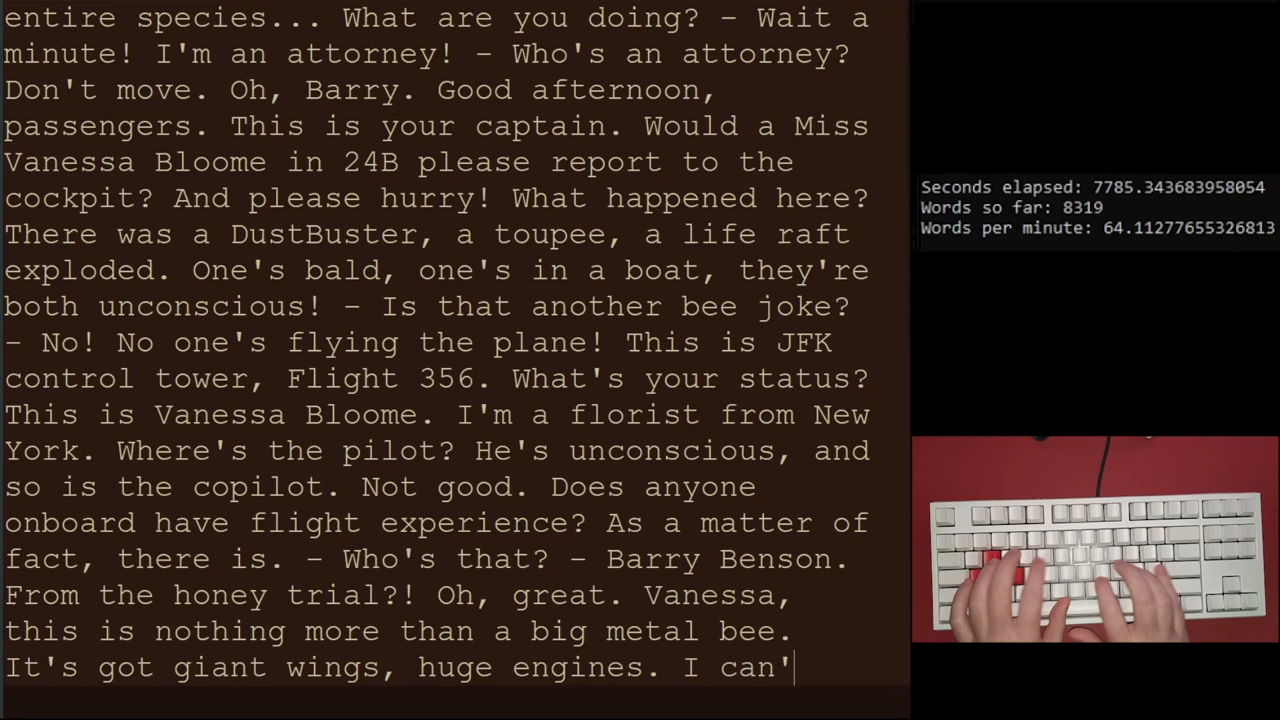 entire species... What are you doing? - Wait a
minute! I'm an attorney! - Who's an attorney?
Don't move. Oh, Barry. Good afternoon,
passengers. This is your captain. Would a Miss
Vanessa Bloome in 24B please report to the
cockpit? And please hurry! What happened here?
There was a DustBuster, a toupee, a life raft
exploded. One's bald, one's in a boat, they're
both unconscious! - Is that another bee joke?
- No! No one's flying the plane! This is JFK
control tower, Flight 356. What's your status?
This is Vanessa Bloome. I'm a florist from New
York. Where's the pilot? He's unconscious, and
so is the copilot. Not good. Does anyone
onboard have flight experience? As a matter of
fact, there is. - Who's that? - Barry Benson.
From the honey trial?! Oh, great. Vanessa,
this is nothing more than a big metal bee.
It's got giant wings, huge engines. I can'
Seconds elapsed: 7785.343683958054
Words so far: 8319
Words per minute: 64.11277655326813